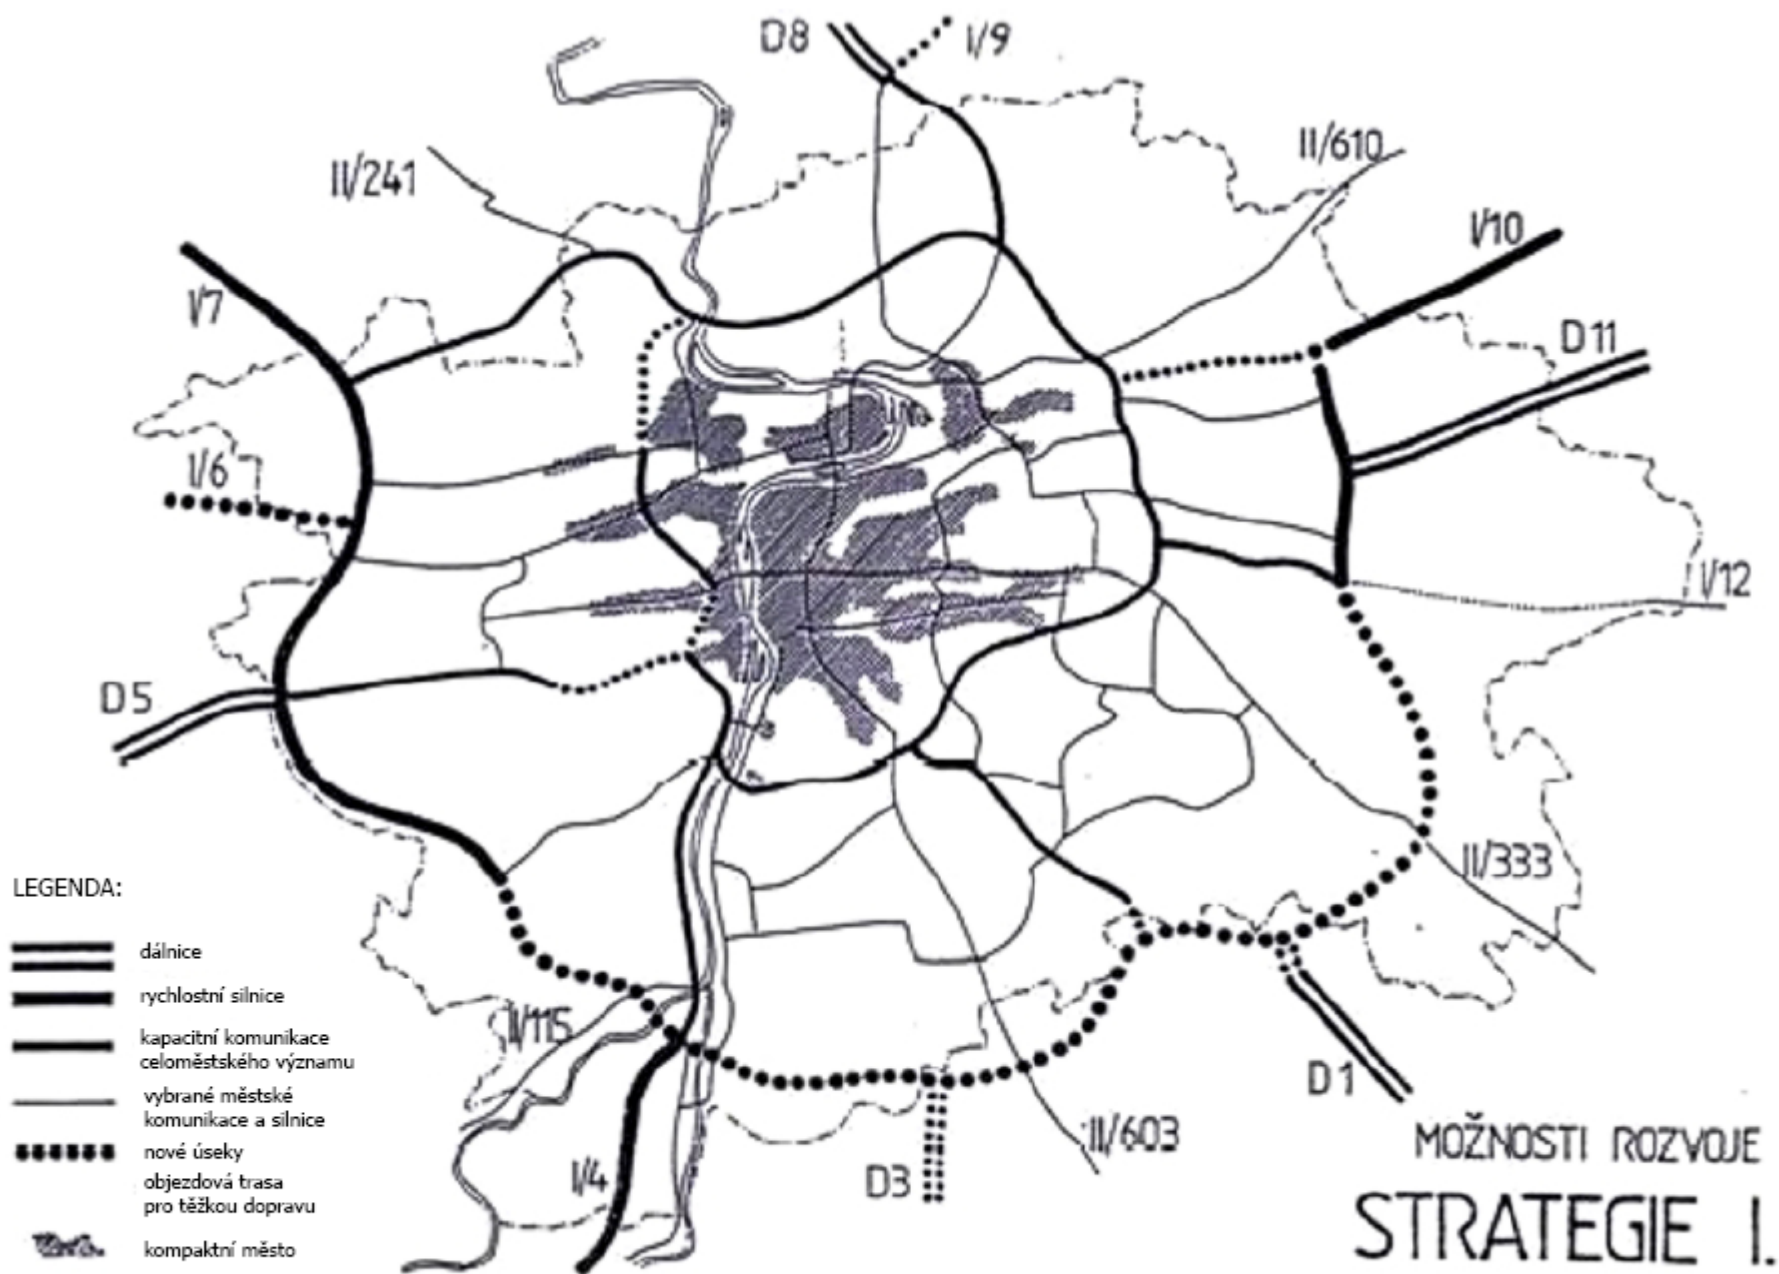 D8
I/9
II/610
II/241
I/10
I/7
D11
I/6
I/12
D5
II/333
LEGENDA:
dálnice
rychlostní silnice
kapacitní komunikace
celoměstského významu
vybrané městské
komunikace a silnice
nové úseky
objezdová trasa
pro těžkou dopravu
kompaktní město
II/115
D1
II/603
D3
I/4
MOŽNOSTI ROZVOJE
STRATEGIE I.